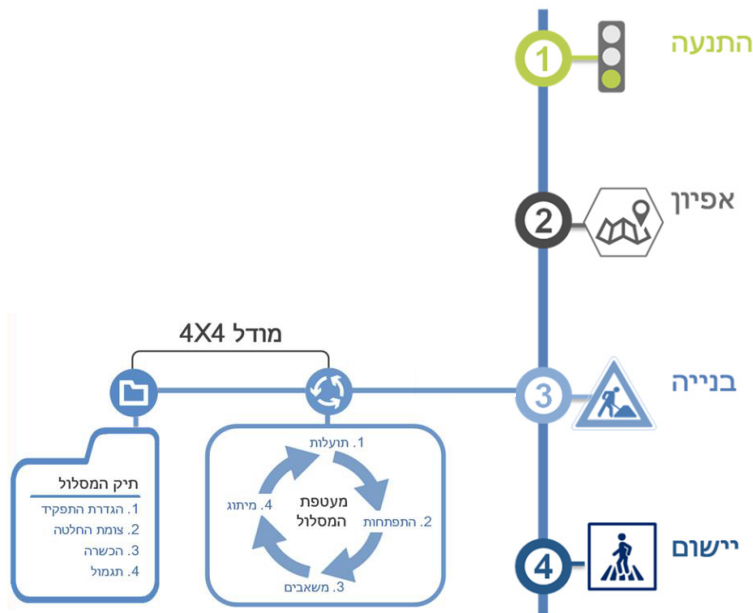 התנעה
1
אפיון
2
מודל 4X4
בנייה
3
תיק המסלול
1. הגדרת התפקיד
2. צומת החלטה
3. הכשרה
4. תגמול
מעטפת
המסלול
1. תועלות
2. התפתחות
3. משאבים
4. מיתוג
יישום
4